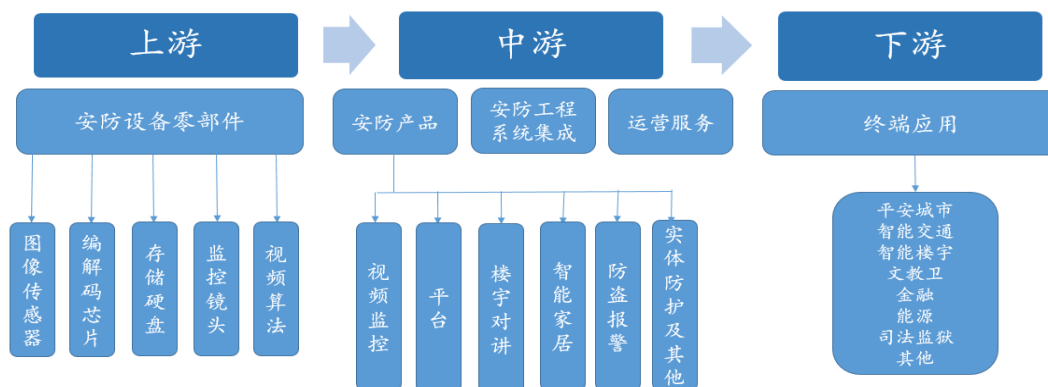 上游
中游
下游
安防设备零部件
安防产品
安防工程
系统集成
运营服务
终端应用
图像传感器
编解码芯片
存储硬盘
监控镜头
视频算法
视频监控
平台
楼宇对讲
智能家居
防盗报警
实体防护及其他
平安城市
智能交通
智能楼宇
文教卫
金融
能源
司法监狱
其他